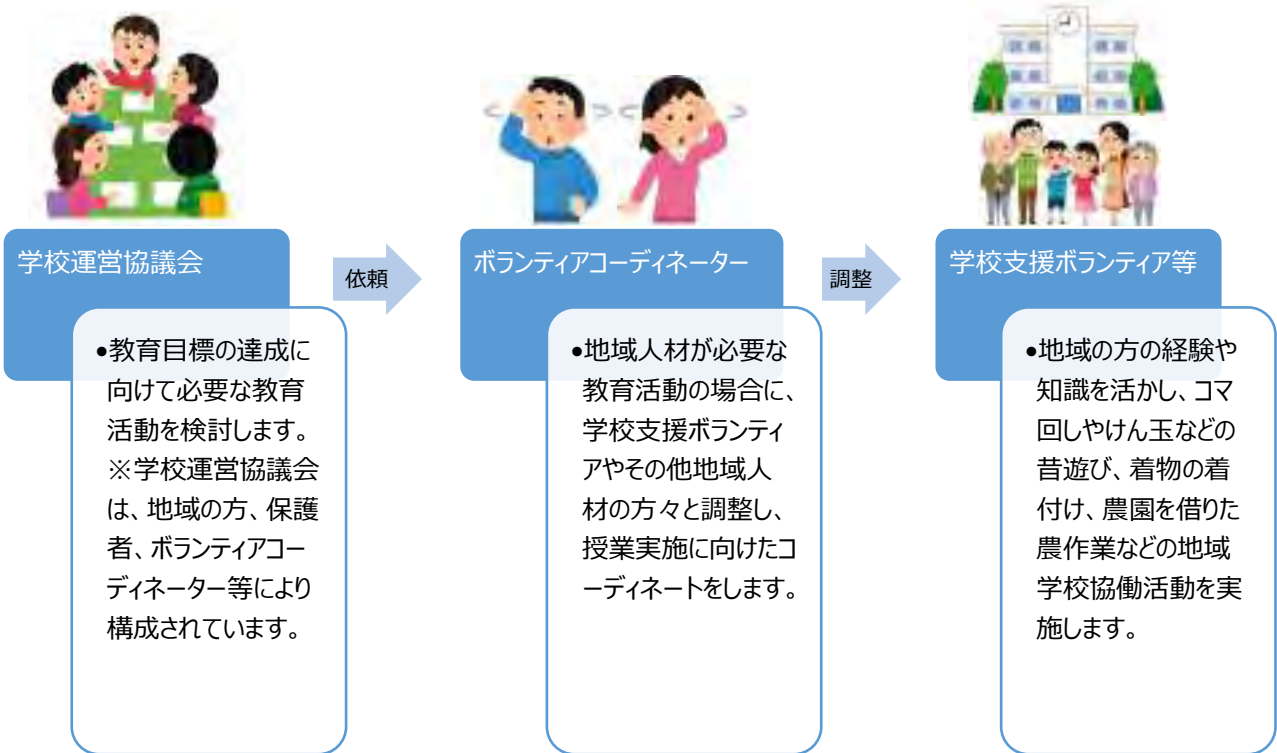 学校運営協議会
•教育目標の達成に
向けて必要な教育
活動を検討します。
※学校運営協議会
は、地域の方、保護
者、ボランティアコー
ディネーター等により
構成されています。
依頼
ボランティアコーディネーター
•地域人材が必要な
教育活動の場合に、
学校支援ボランティ
アやその他地域人
材の方々と調整し、
授業実施に向けたコ
ーディネートをします。
調整
学校支援ボランティア等
•地域の方の経験や
知識を活かし、コマ
回しやけん玉などの
昔遊び、着物の着
付け、農園を借りた
農作業などの地域
学校協働活動を実
施します。